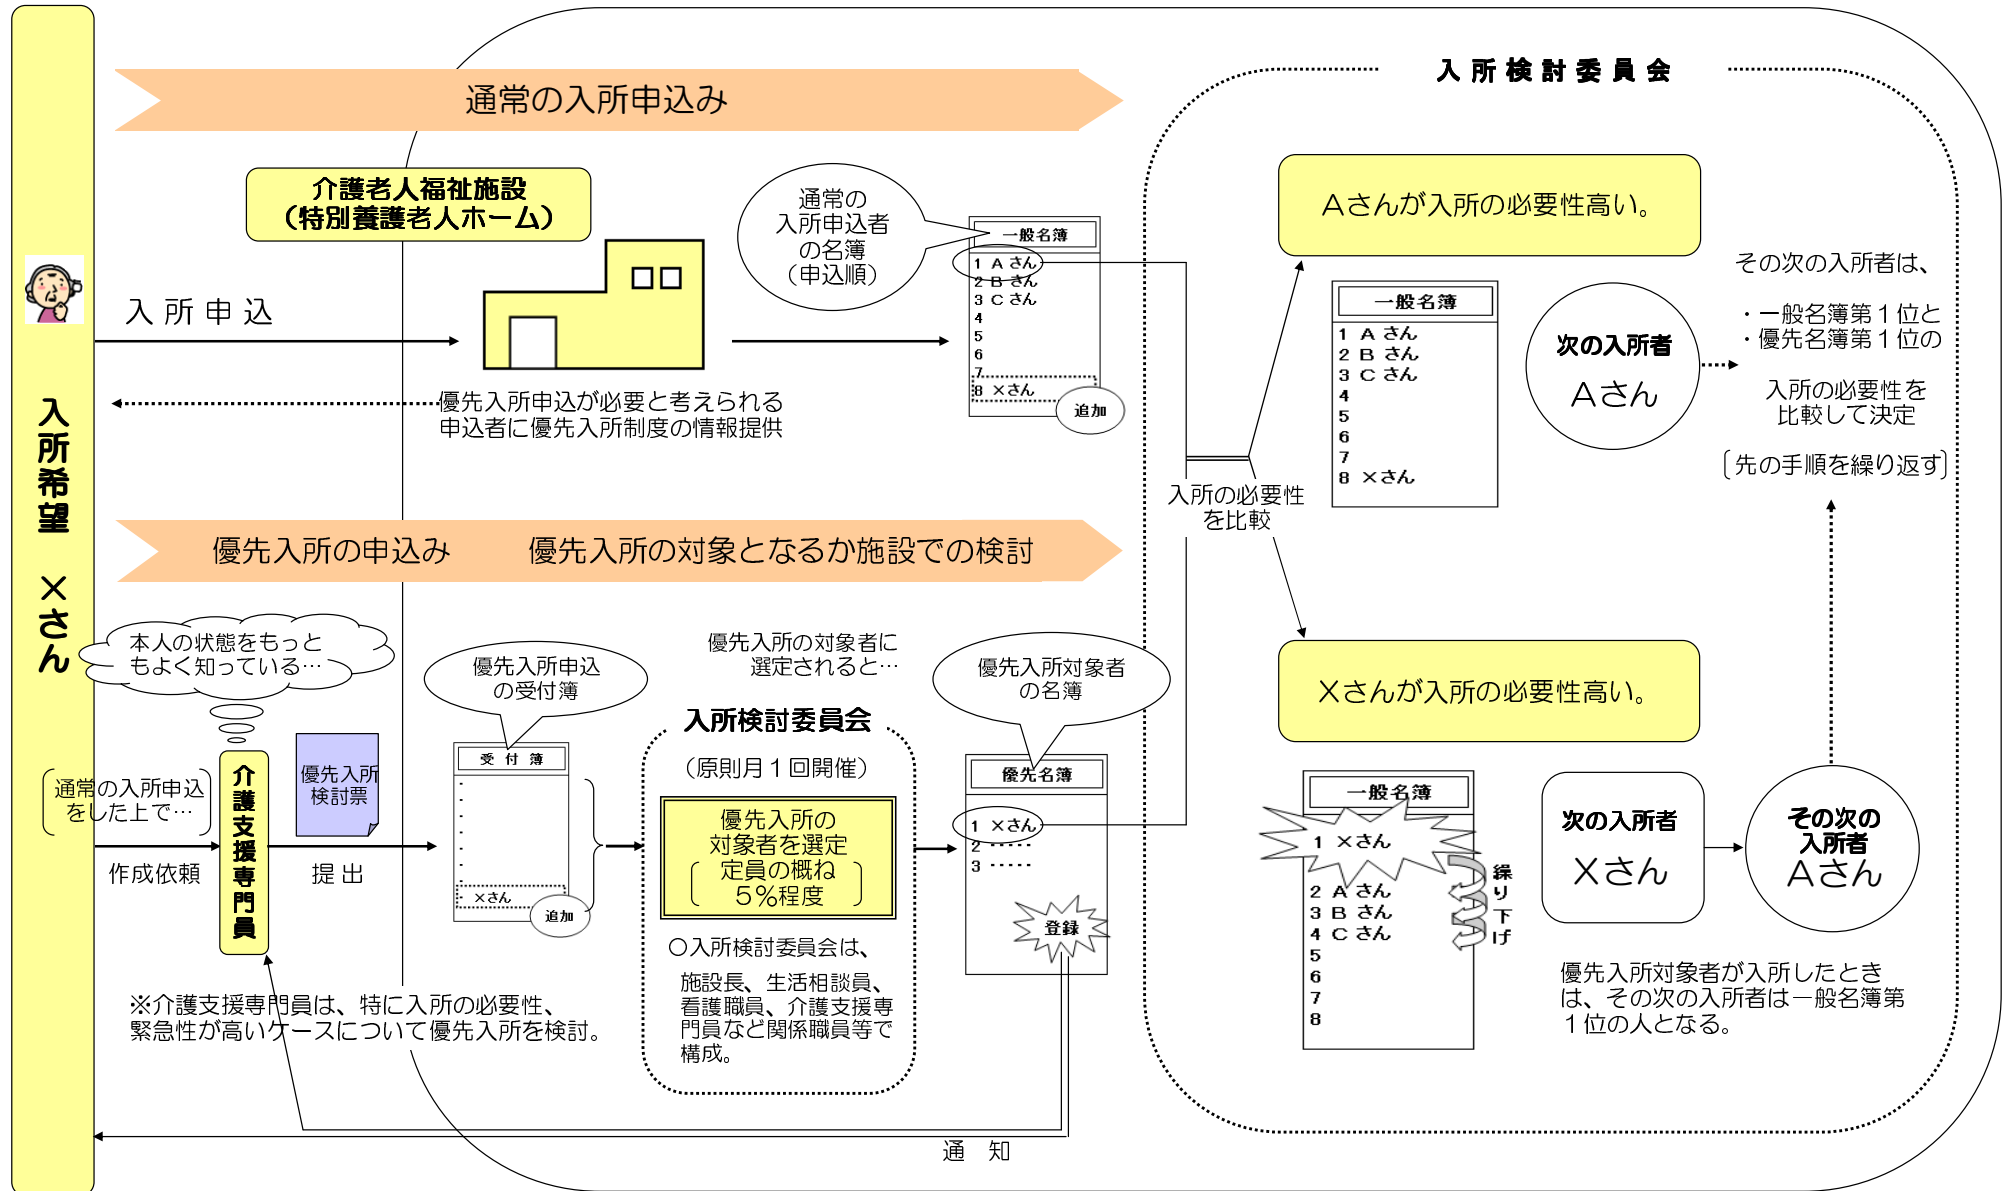 入所希望　×さん
通常の入所申込み
介護老人福祉施設
（特別養護老人ホーム）
入所申込
優先入所申込が必要と考えられる
申込者に優先入所制度の情報提供
通常の
入所申込者
の名簿
（申込順）
一般名簿
1 A さん
2 B さん
3 C さん
4
5
6
7
8 ×さん
追加
優先入所の申込み　優先入所の対象となるか施設での検討
本人の状態をもっと
もよく知っている…
通常の入所申込
をした上で…
作成依頼
介護支援専門員
優先入所
検討票
提出
優先入所申込
の受付簿
受付簿
・
・
・
・
・
・
・
×さん
追加
※介護支援専門員は、特に入所の必要性、
緊急性が高いケースについて優先入所を検討。
優先入所の対象者に
選定されると…
入所検討委員会
（原則月１回開催）
優先入所の
対象者を選定
定員の概ね
５％程度
○入所検討委員会は、
施設長、生活相談員、
看護職員、介護支援専
門員など関係職員等で
構成。
優先入所対象者
の名簿
優先名簿
1 ×さん
2 ・・・・・
3 ・・・・・
登録
通　知
入所検討委員会
入所の必要性
を比較
Ａさんが入所の必要性高い。
一般名簿
1 A さん
2 B さん
3 C さん
4
5
6
7
8 ×さん
次の入所者
Ａさん
その次の入所者は、
・一般名簿第１位と
・優先名簿第１位の
入所の必要性を
比較して決定
〔先の手順を繰り返す〕
Ｘさんが入所の必要性高い。
一般名簿
1 ×さん
2 A さん
3 B さん
4 C さん
5
6
7
8
繰り下げ
次の入所者
Ｘさん
その次の
入所者
Ａさん
優先入所対象者が入所したとき
は、その次の入所者は一般名簿第
１位の人となる。